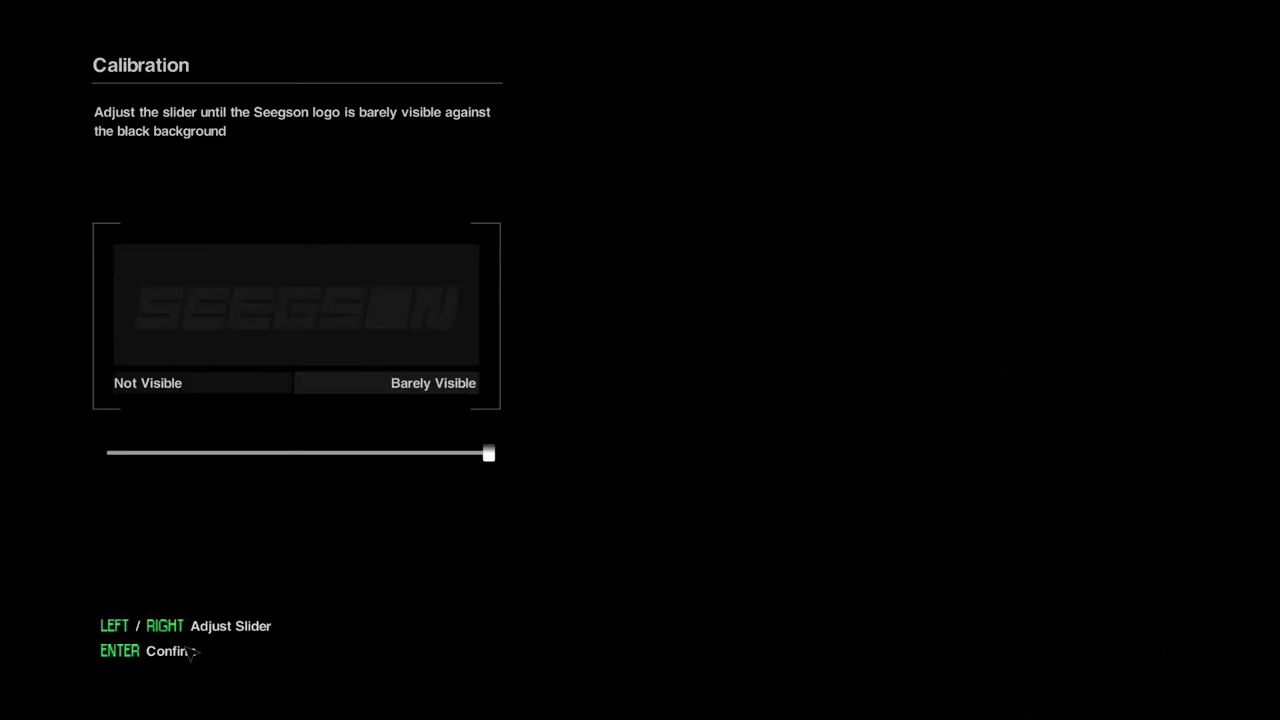 Calibration
Adjust the slider until the Seegson logo is barely visible against
the black background
SEEGSON
Not Visible
Barely Visible
LEFT / RIGHT Adjust Slider
ENTER Confirm